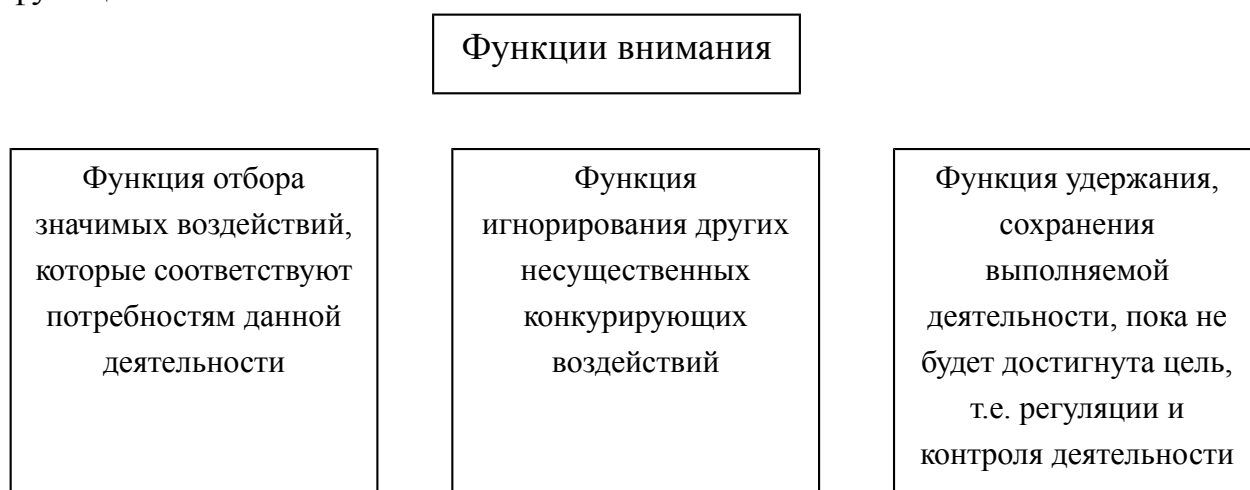 Функции внимания
Функция отбора
значимых воздействий,
которые соответствуют
потребностям данной
деятельности
Функция
игнорирования других
несущественных
конкурирующих
воздействий
Функция удержания,
сохранения
выполняемой
деятельности, пока не
будет достигнута цель,
т.е. регуляции и
контроля деятельности